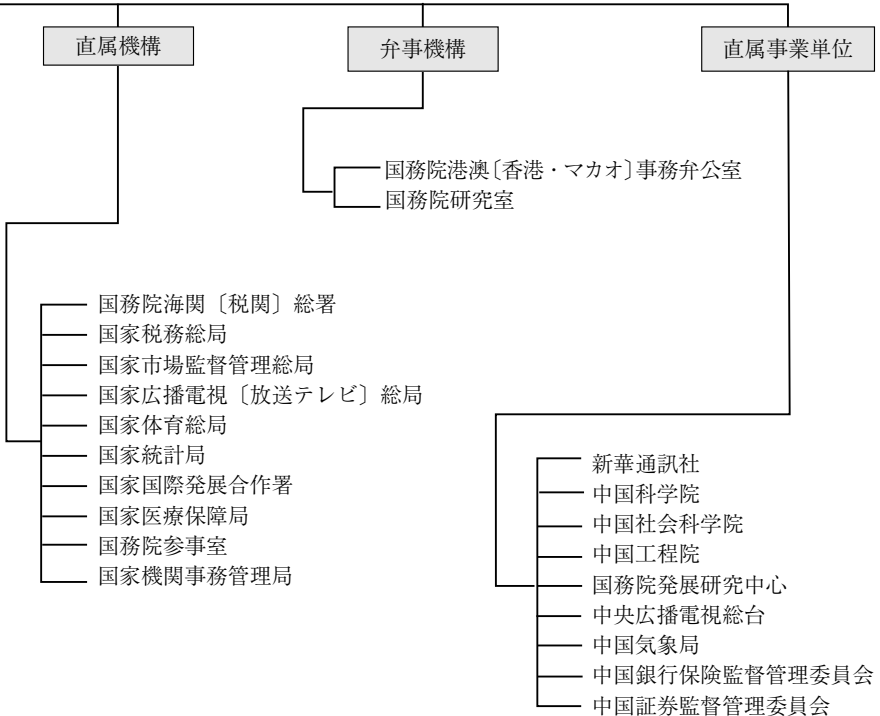 直属機構
弁事機構
直属事業単位
国務院港澳〔香港・マカオ〕事務弁公室
国務院研究室
国務院海関〔税関〕総署
国家税務総局
国家市場監督管理総局
国家広播電視〔放送テレビ〕総局
国家体育総局
国家統計局
国家国際発展合作署
国家医療保障局
国務院参事室
国家機関事務管理局
新華通訊社
中国科学院
中国社会科学院
中国工程院
国務院発展研究中心
中央広播電視総台
中国気象局
中国銀行保険監督管理委員会
中国証券監督管理委員会